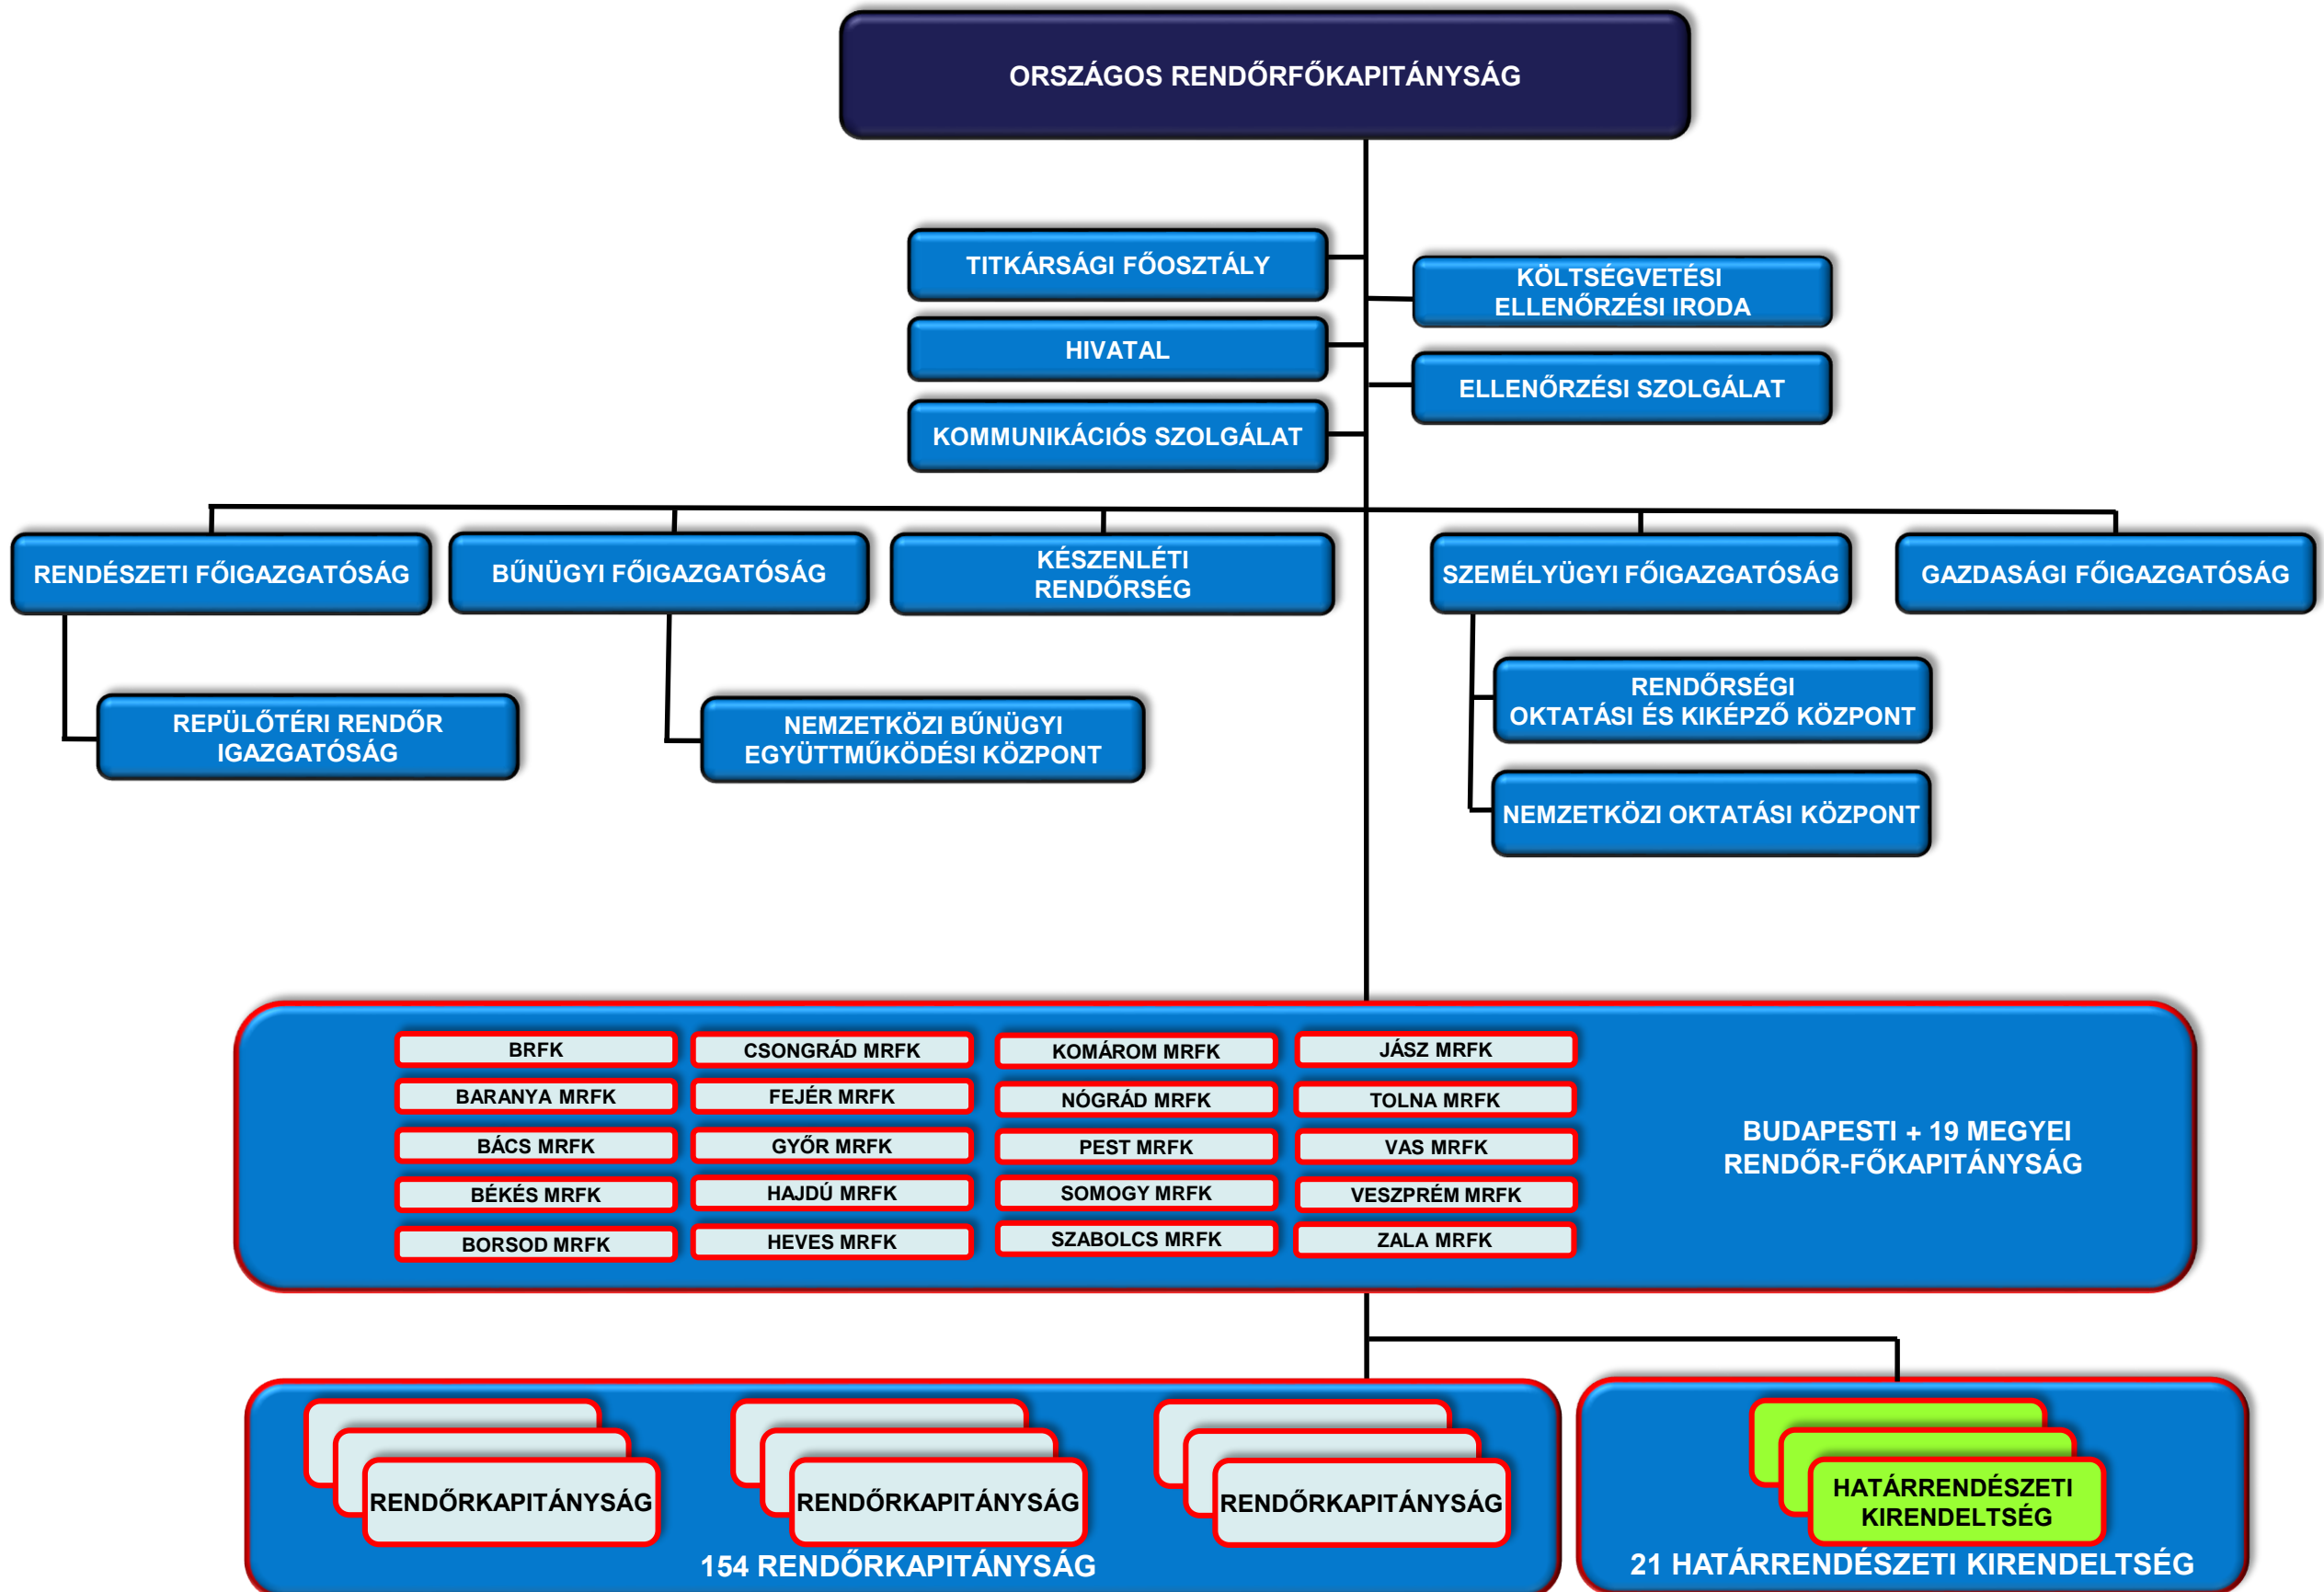 ORSZÁGOS RENDŐRFŐKAPITÁNYSÁG
TITKÁRSÁGI FŐOSZTÁLY
KÖLTSÉGVETÉSI
ELLENŐRZÉSI IRODA
HIVATAL
ELLENŐRZÉSI SZOLGÁLAT
KOMMUNIKÁCIÓS SZOLGÁLAT
RENDÉSZETI FŐIGAZGATÓSÁG
BŰNÜGYI FŐIGAZGATÓSÁG
KÉSZENLÉTI
RENDŐRSÉG
SZEMÉLYÜGYI FŐIGAZGATÓSÁG
GAZDASÁGI FŐIGAZGATÓSÁG
REPÜLŐTÉRI RENDŐR
IGAZGATÓSÁG
NEMZETKÖZI BŰNÜGYI
EGYÜTTMŰKÖDÉSI KÖZPONT
RENDŐRSÉGI
OKTATÁSI ÉS KIKÉPZŐ KÖZPONT
NEMZETKÖZI OKTATÁSI KÖZPONT
BRFK
BARANYA MRFK
BÁCS MRFK
BÉKÉS MRFK
BORSOD MRFK
CSONGRÁD MRFK
FEJÉR MRFK
GYŐR MRFK
HAJDÚ MRFK
HEVES MRFK
KOMÁROM MRFK
NÓGRÁD MRFK
PEST MRFK
SOMOGY MRFK
SZABOLCS MRFK
JÁSZ MRFK
TOLNA MRFK
VAS MRFK
VESZPRÉM MRFK
ZALA MRFK
BUDAPESTI + 19 MEGYEI
RENDŐR-FŐKAPITÁNYSÁG
RENDŐRKAPITÁNYSÁG
RENDŐRKAPITÁNYSÁG
RENDŐRKAPITÁNYSÁG
154 RENDŐRKAPITÁNYSÁG
HATÁRRENDÉSZETI
KIRENDELTSÉG
21 HATÁRRENDÉSZETI KIRENDELTSÉG